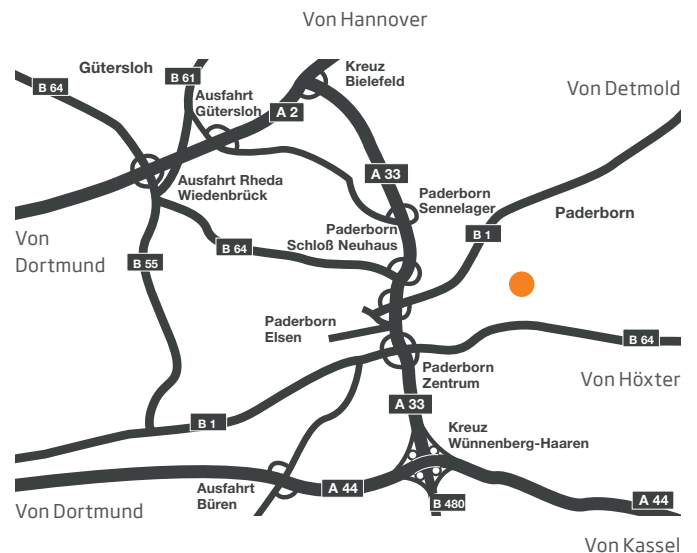 Von Hannover
Gütersloh
B 61
Kreuz
Bielefeld
B 64
Von Detmold
Ausfahrt
Gütersloh
A 2
A 33
Ausfahrt Rheda
Wiedenbrück
Paderborn
Sennelager
Paderborn
Von
Dortmund
Paderborn
Schloß Neuhaus
B 1
B 64
B 55
Paderborn
Elsen
B 64
Paderborn
Zentrum
Von Höxter
A 33
B 1
Kreuz
Wünnenberg-Haaren
Ausfahrt
Büren
A 44
B 480
A 44
Von Dortmund
Von Kassel